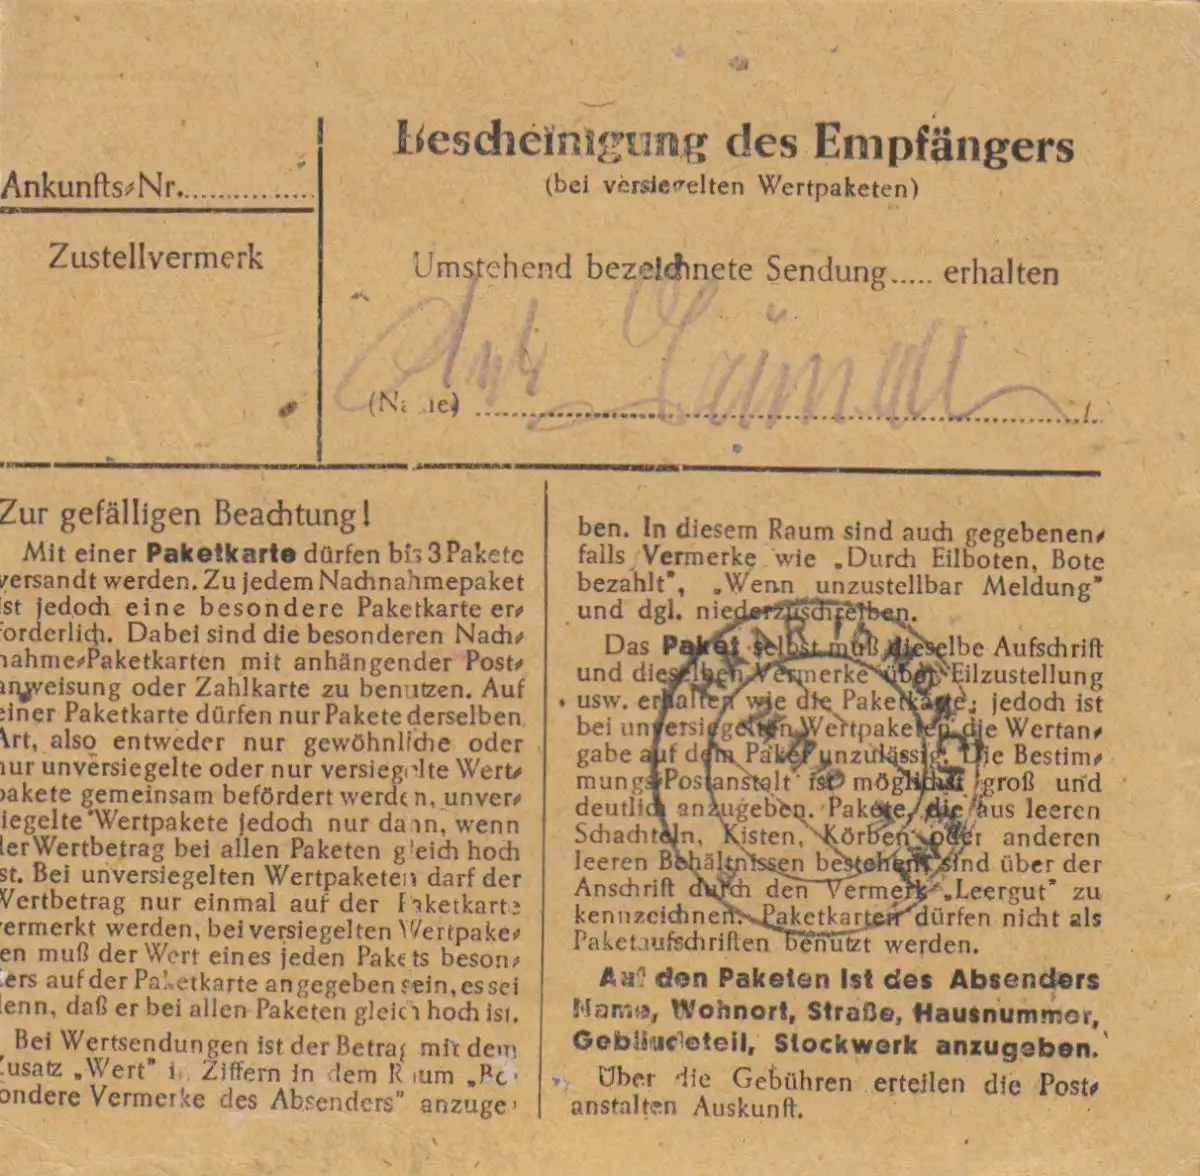 Ankunfts-Nr..................
Zustellvermerk
Bescheinigung des Empfängers
(bei versiegelten Wertpaketen)
Umstehend bezeichnete Sendung..... erhalten
(Name)
Zur gefälligen Beachtung!
Mit einer Paketkarte dürfen bis 3 Pakete
versandt werden. Zu jedem Nachnahmepaket
ist jedoch eine besondere Paketkarte er-
forderlich. Dabei sind die besonderen Nach-
nahme-Paketkarten mit anhängender Post-
anweisung oder Zahlkarte zu benutzen. Auf
einer Paketkarte dürfen nur Pakete derselben
Art, also entweder nur gewöhnliche oder
nur unversiegelte oder nur versiegelte Wert-
pakete gemeinsam befördert werden, unver-
siegelte Wertpakete jedoch nur dann, wenn
der Wertbetrag bei allen Paketen gleich hoch
ist. Bei unversiegelten Wertpaketen darf der
Wertbetrag nur einmal auf der Paketkarte
vermerkt werden, bei versiegelten Wertpake-
ten muß der Wert eines jeden Pakets beson-
ders auf der Paketkarte angegeben sein, es sei
denn, daß er bei allen Paketen gleich hoch ist.
Bei Wertsendungen ist der Betrag mit dem
Zusatz „Wert" in Ziffern in dem Raum „Be-
sondere Vermerke des Absenders" anzuge-
ben. In diesem Raum sind auch gegebenen-
falls Vermerke wie „Durch Eilboten, Bote
bezahlt", „Wenn unzustellbar Meldung"
und dgl. niederzuschreiben.
Das Paket selbst muß dieselbe Aufschrift
und dieselben Vermerke über Eilzustellung
usw. erhalten wie die Paketkarte; jedoch ist
bei unversiegelten Wertpaketen die Wertan-
gabe auf dem Paket unzulässig. Die Bestim-
mungs-Postanstalt ist möglichst groß und
deutlich anzugeben. Pakete, die aus leeren
Schachteln, Kisten, Körben oder anderen
leeren Behältnissen bestehen, sind über der
Anschrift durch den Vermerk „Leergut" zu
kennzeichnen. Paketkarten dürfen nicht als
Paketaufschriften benutzt werden.
Auf den Paketen ist des Absenders
Name, Wohnort, Straße, Hausnummer,
Gebäudeteil, Stockwerk anzugeben.
Über die Gebühren erteilen die Post-
anstalten Auskunft.